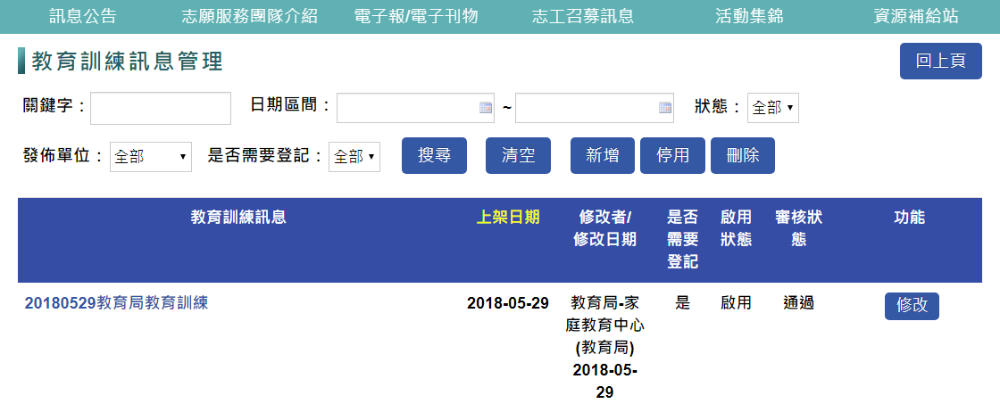 訊息公告 志願服務團隊介紹 電子報/電子刊物 志工召募訊息 活動集錦 資源補給站
教育訓練訊息管理 回上頁
關鍵字： 日期區間： ~ 狀態： 全部
發佈單位： 全部 是否需要登記： 全部 搜尋 清空 新增 停用 刪除
教育訓練訊息 上架日期 修改者/ 是否 啟用 審核狀 功能
修改日期 需要 狀態 態
登記
20180529教育局教育訓練 2018-05-29 教育局-家 是 啟用 通過 修改
庭教育中心
(教育局)
2018-05-
29